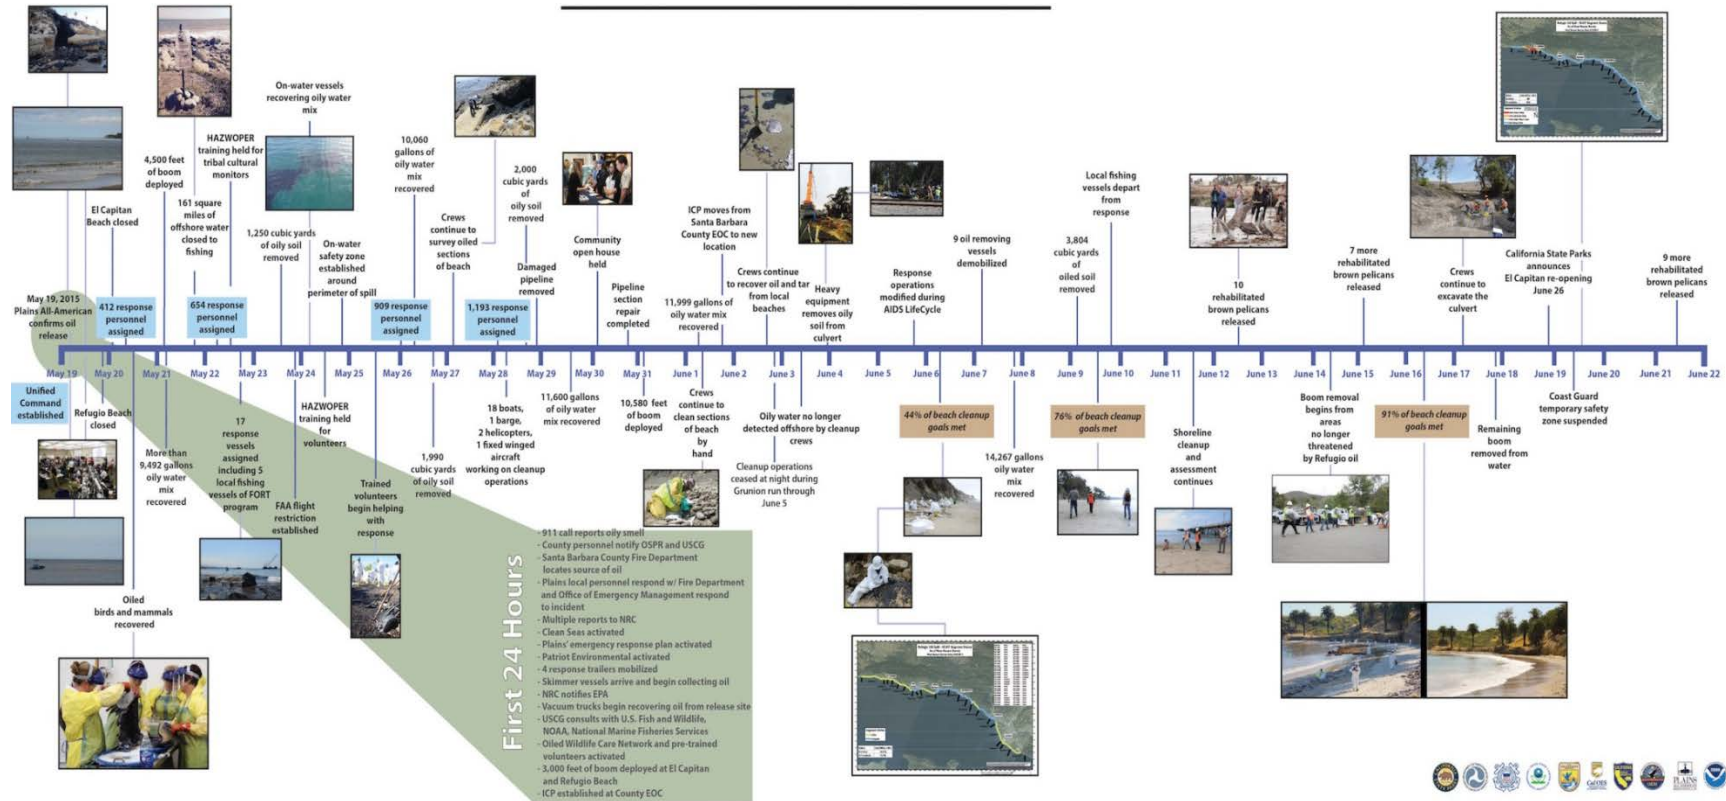 On-water vessels
recovering oily water
mix
HAZWOPER
training held for
tribal cultural
monitors
4,500 feet
of boom
deployed
10,060
gallons of
oily water
mix
recovered
2,000
cubic yards
of
oily soil
removed
Local fishing
vessels depart
from
response
El Capitan
Beach closed
161 square
miles of
offshore water
closed to
fishing
1,250 cubic yards
of oily soil
removed
On-water
safety zone
established
around
perimeter of spill
Crews
continue to
survey oiled
sections
of beach
Damaged
pipeline
removed
Community
open house
held
Pipeline
section
repair
completed
ICP moves from
Santa Barbara
County EOC to new
location
11,999 gallons of
oily water mix
recovered
Crews continue
to recover oil and tar
from local
beaches
Heavy
equipment
removes oily
soil from
culvert
Response
operations
modified during
AIDS LifeCycle
9 oil removing
vessels
demobilized
3,804
cubic yards
of
oiled soil
removed
10
rehabilitated
brown pelicans
released
7 more
rehabilitated
brown pelicans
released
Crews
continue to
excavate the
culvert
California State Parks
announces
El Capitan re-opening
June 26
9 more
rehabilitated
brown pelicans
released
May 19, 2015
Plains All-American
confirms oil
release
412 response
personnel
assigned
654 response
personnel
assigned
909 response
personnel
assigned
1,193 response
personnel
assigned
May 19 May 20 May 21 May 22 May 23 May 24 May 25 May 26 May 27 May 28 May 29 May 30 May 31 June 1 June 2 June 3 June 4 June 5 June 6 June 7 June 8 June 9 June 10 June 11 June 12 June 13 June 14 June 15 June 16 June 17 June 18 June 19 June 20 June 21 June 22
Unified
Command
established
Refugio Beach
closed
More than
9,492 gallons
oily water
mix
recovered
17
response
vessels
assigned
including 5
local fishing
vessels of FORT
program
FAA flight
restriction
established
HAZWOPER
training held
for
volunteers
Trained
volunteers
begin helping
with
response
1,990
cubic yards
of oily soil
removed
18 boats,
1 barge,
2 helicopters,
1 fixed winged
aircraft
working on cleanup
operations
11,600 gallons
of oily water
mix recovered
10,580 feet
of boom
deployed
Crews
continue to
clean sections
of beach
by
hand
Oily water no longer
detected offshore by cleanup
crews
Cleanup operations
ceased at night during
Grunion run through
June 5
44% of beach cleanup
goals met
14,267 gallons
oily water
mix
recovered
76% of beach cleanup
goals met
Shoreline
cleanup
and
assessment
continues
Boom removal
begins from
areas
no longer
threatened
by Refugio oil
91% of beach cleanup
goals met
Remaining
boom
removed from
water
Coast Guard
temporary safety
zone suspended
Oiled
birds and mammals
recovered
First 24 Hours
- 911 call reports oily smell
- County personnel notify OSPR and USCG
- Santa Barbara County Fire Department
locates source of oil
- Plains local personnel respond w/ Fire Department
and Office of Emergency Management respond
to incident
- Multiple reports to NRC
- Clean Seas activated
- Plains' emergency response plan activated
- Patriot Environmental activated
- 4 response trailers mobilized
- Skimmer vessels arrive and begin collecting oil
- NRC notifies EPA
- Vacuum trucks begin recovering oil from release site
- USCG consults with U.S. Fish and Wildlife,
NOAA, National Marine Fisheries Services
- Oiled Wildlife Care Network and pre-trained
volunteers activated
- 3,000 feet of boom deployed at El Capitan
and Refugio Beach
- ICP established at County EOC
Cal OES
PLAINS